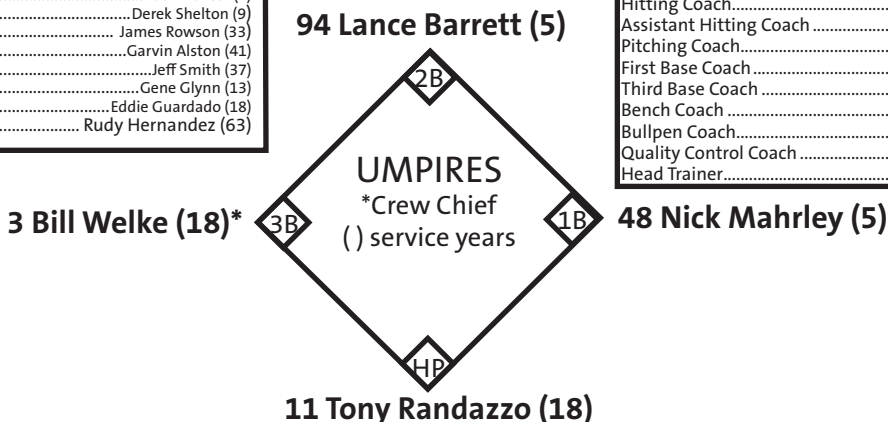 Derek Shelton (9)
James Rowson (33)
Garvin Alston (41)
Jeff Smith (37)
Gene Glynn (13)
Eddie Guardado (18)
Rudy Hernandez (63)
94 Lance Barrett (5)
2B
UMPIRES
*Crew Chief
( ) service years
3 Bill Welke (18)*
3B
1B
48 Nick Mahrley (5)
HP
11 Tony Randazzo (18)
Hitting Coach
Assistant Hitting Coach
Pitching Coach
First Base Coach
Third Base Coach
Bench Coach
Bullpen Coach
Quality Control Coach
Head Trainer